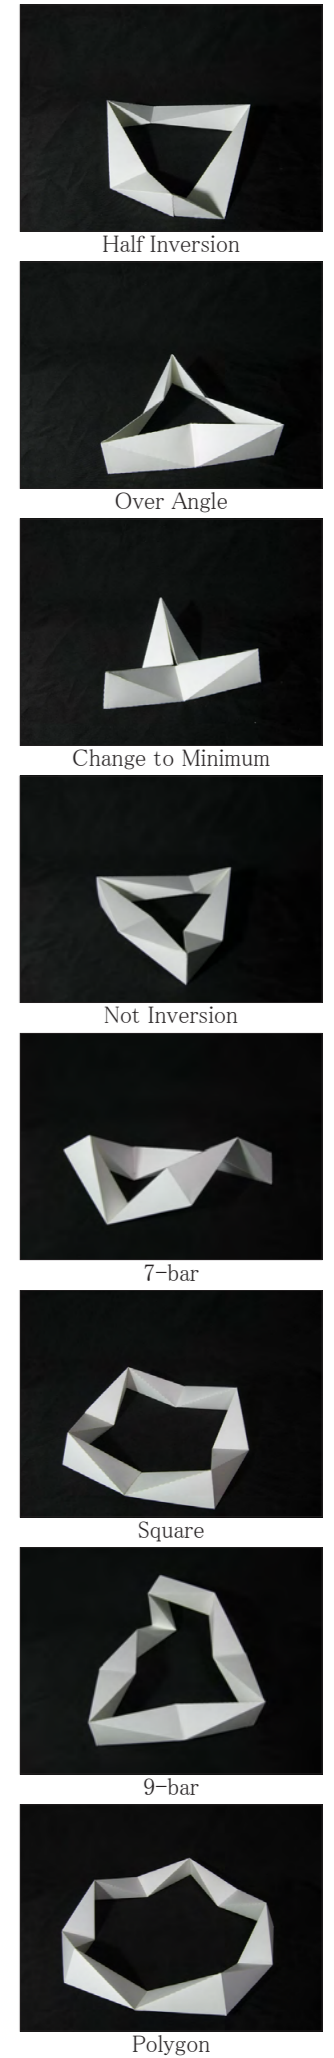 Half Inversion
Over Angle
Change to Minimum
Not Inversion
7-bar
Square
9-bar
Polygon